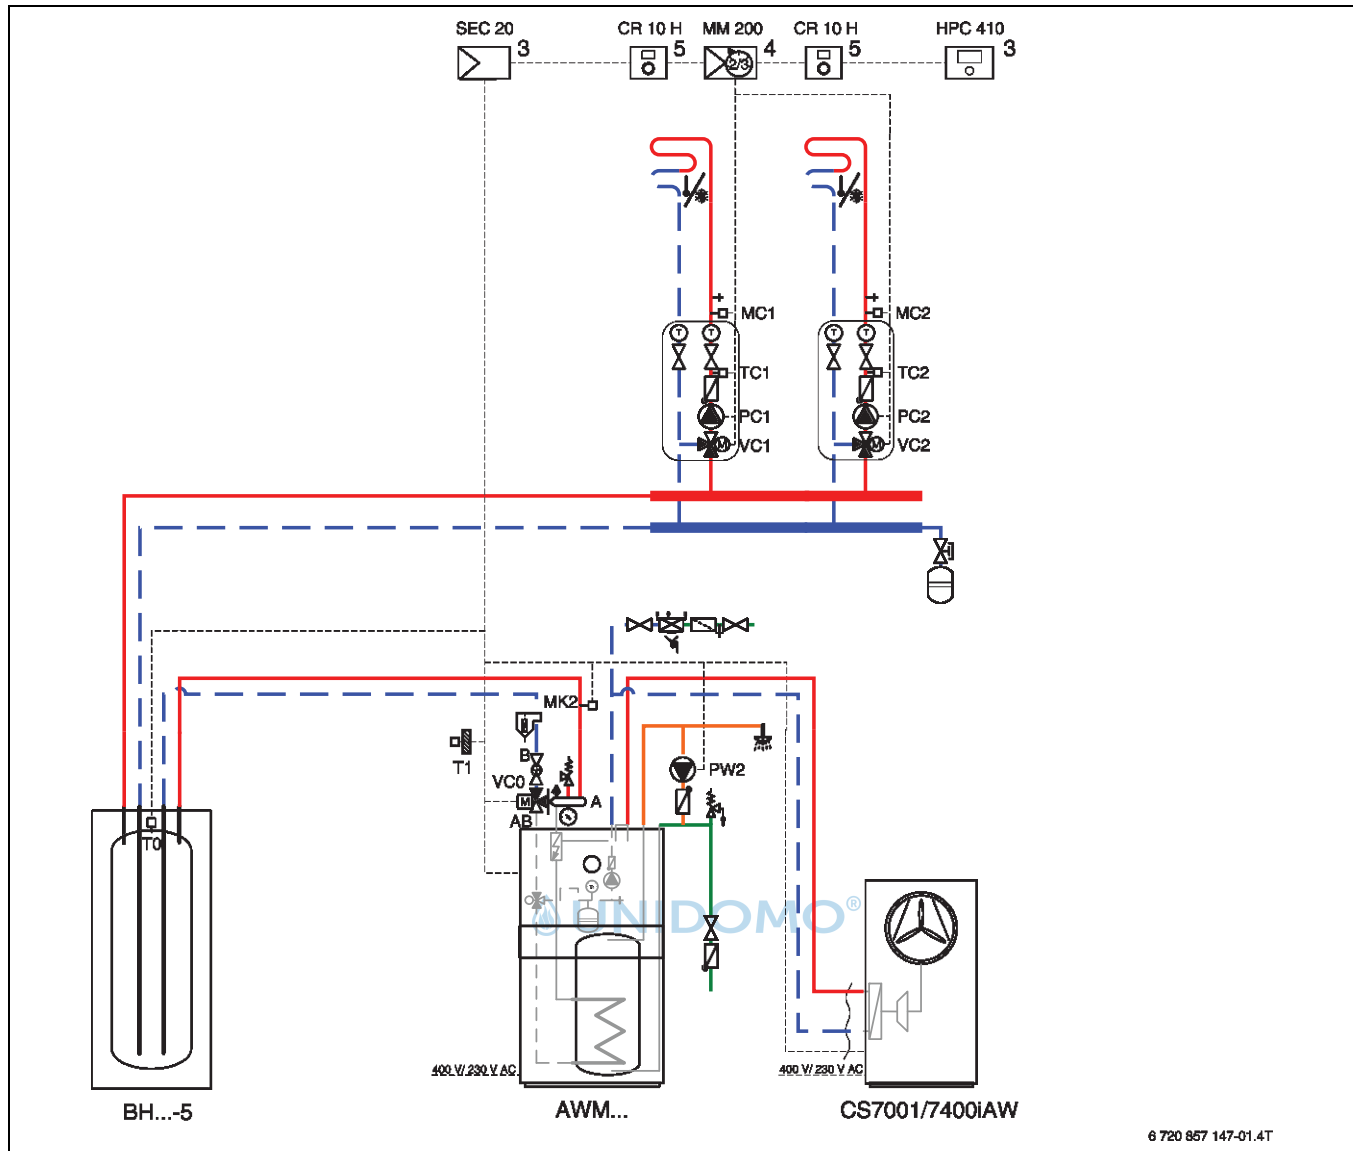 SEC 20
3
CR 10 H
5
MM 200
4
2/3
CR 10 H
5
HPC 410
3
MC1
MC2
T
T
T
T
TC1
TC2
PC1
PC2
M
VC1
M
VC2
MK2
T1
B
VC0
M
A
AB
PW2
T0
UNIDOMO®
400 V/ 230 V AC
400 V/ 230 V AC
BH...-5
AWM...
CS7001/7400iAW
6 720 857 147-01.4T